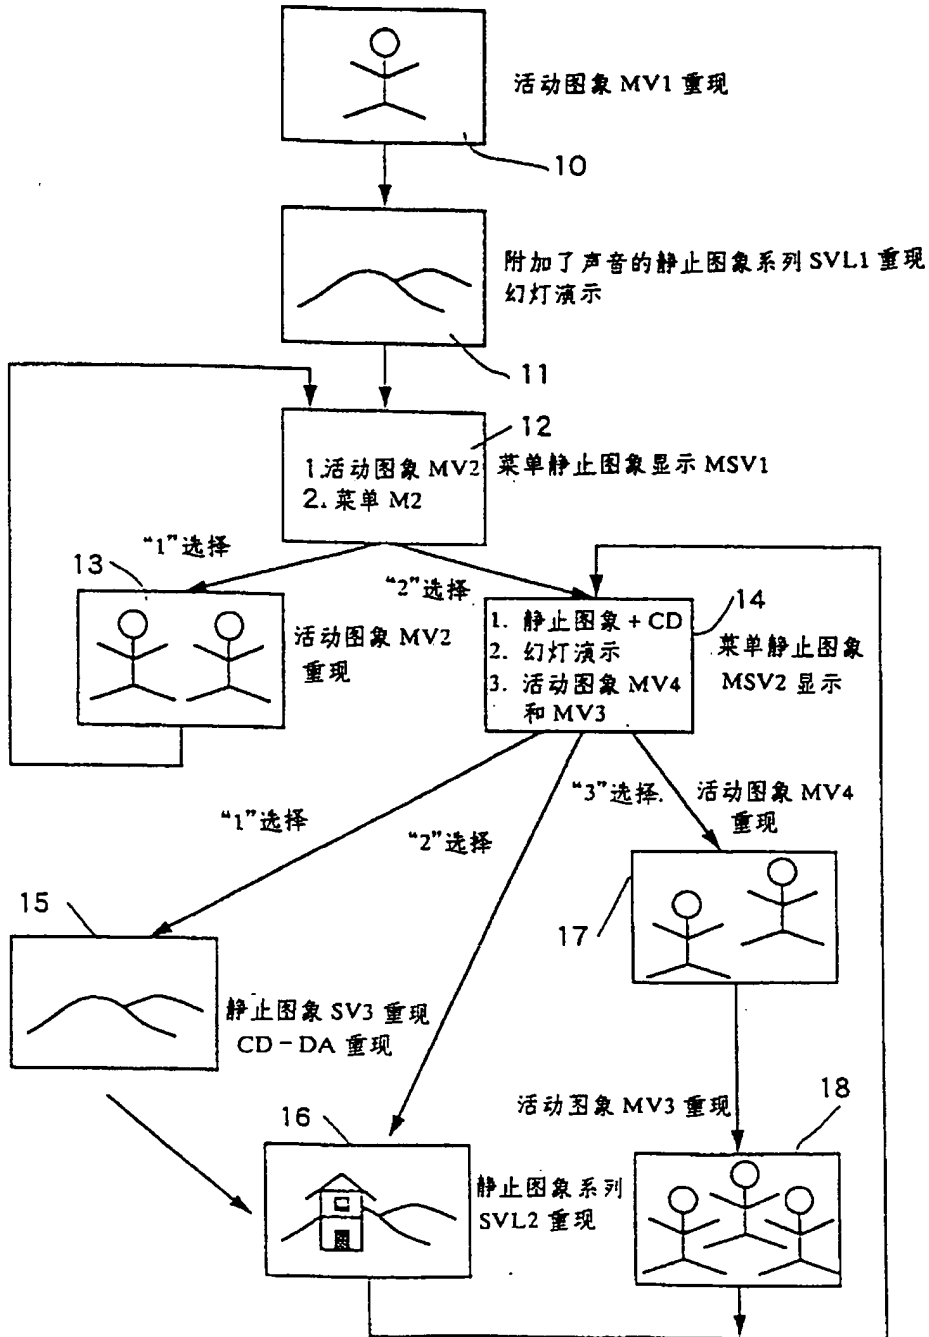 活动图象 MV1 重现
10
附加了声音的静止图象系列 SVL1 重现
幻灯演示
11
12
1.活动图象 MV2
2.菜单 M2
菜单静止图象显示 MSV1
“1”选择
“2”选择
13
活动图象 MV2
重现
14
1. 静止图象 + CD
2. 幻灯演示
3. 活动图象 MV4
和 MV3
菜单静止图象
MSV2 显示
“1”选择
“2”选择
“3”选择.
活动图象 MV4
重现
15
静止图象 SV3 重现
CD-DA 重现
17
活动图象 MV3 重现
18
16
静止图象系列
SVL2 重现